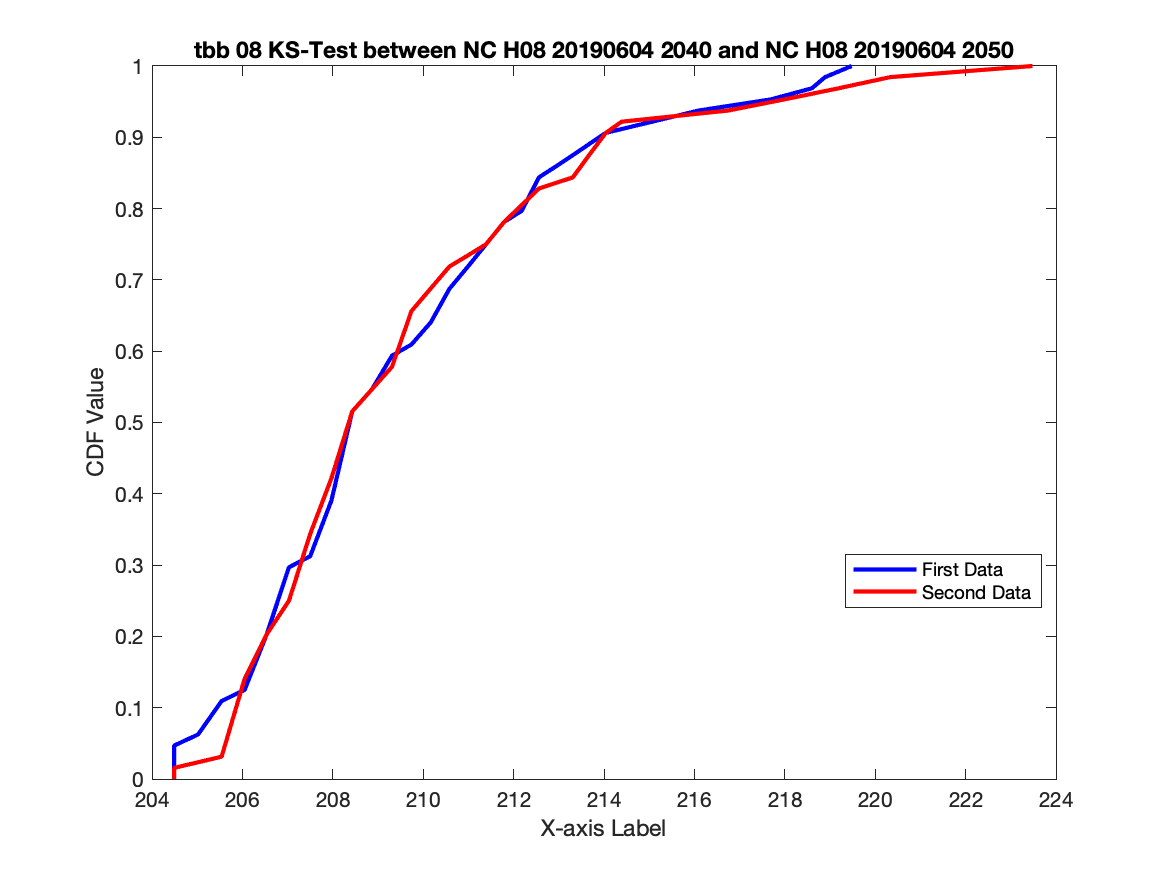 tbb 08 KS-Test between NC H08 20190604 2040 and NC H08 20190604 2050
1
0.9
0.8
0.7
0.6
0.5
0.4
0.3
0.2
0.1
0
CDF Value
First Data
Second Data
204 206 208 210 212 214 216 218 220 222 224
X-axis Label